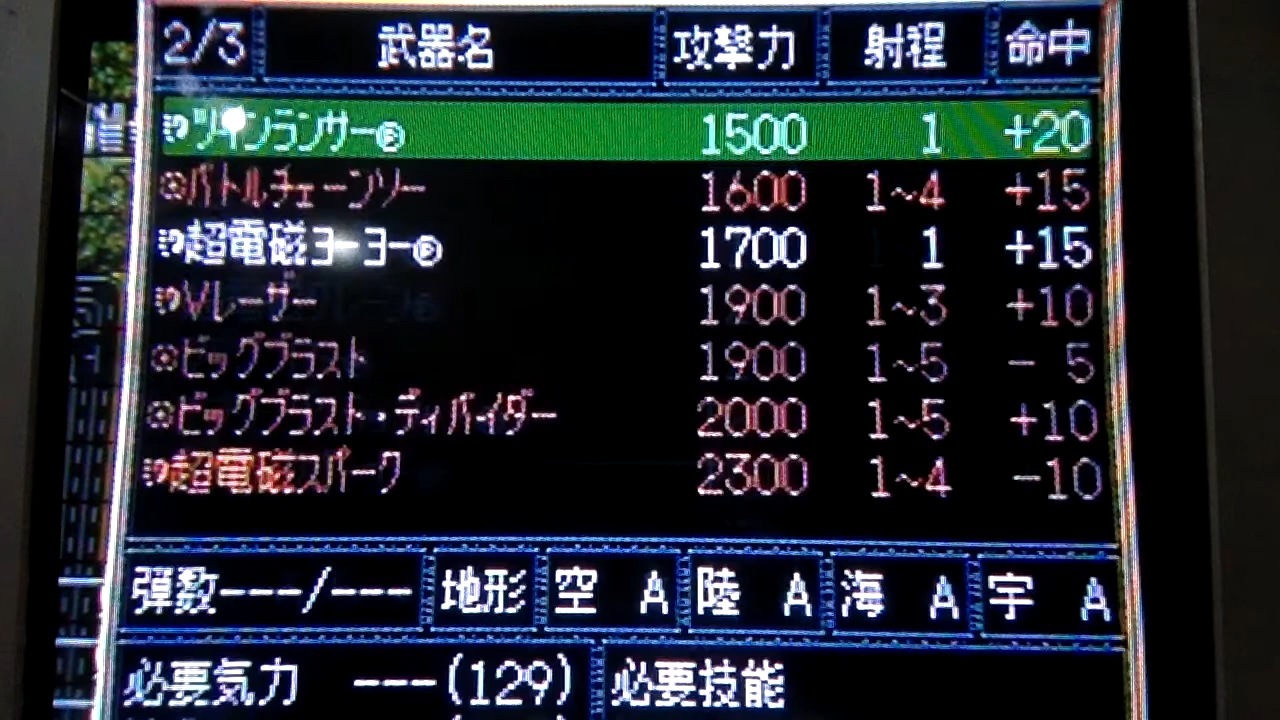 2/3 武器名 攻撃力 射程 命中
ツインランサーⓅ 1500 1 +20
バトルチェーンソー 1600 1~4 +15
超電磁ヨーヨーⓅ 1700 1 +15
Vレーザー 1900 1~3 +10
ビッグブラスト 1900 1~5 - 5
ビッグブラスト・ディバイダー 2000 1~5 +10
超電磁スパーク 2300 1~4 -10
弾数---/--- 地形 空 A 陸 A 海 A 宇 A
必要気力 ---(129) 必要技能